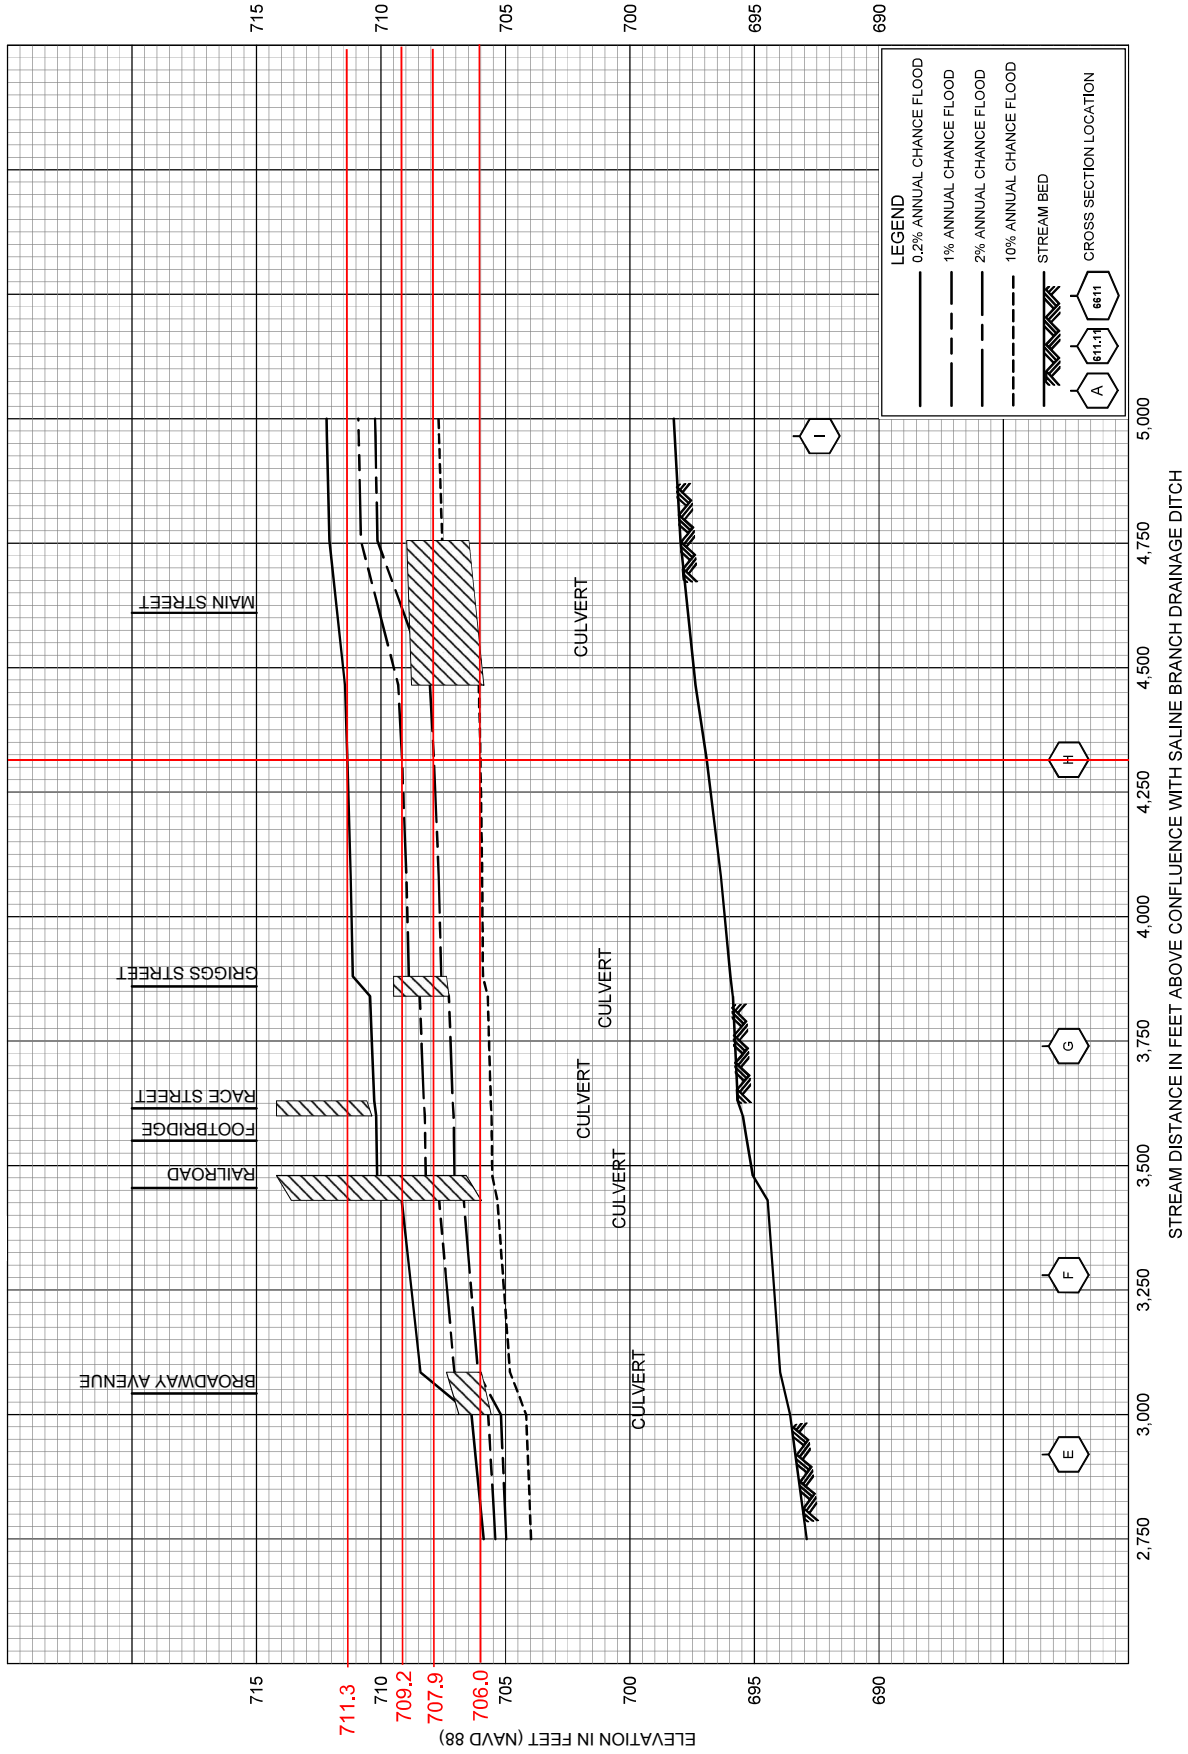 715
710
705
700
695
690
LEGEND
0.2% ANNUAL CHANCE FLOOD
1% ANNUAL CHANCE FLOOD
2% ANNUAL CHANCE FLOOD
10% ANNUAL CHANCE FLOOD
STREAM BED
CROSS SECTION LOCATION
A
611.11
6611
MAIN STREET
GRIGGS STREET
RACE STREET
FOOTBRIDGE
RAILROAD
BROADWAY AVENUE
CULVERT
CULVERT
CULVERT
CULVERT
CULVERT
I
H
G
F
E
5,000
4,750
4,500
4,250
4,000
3,750
3,500
3,250
3,000
2,750
STREAM DISTANCE IN FEET ABOVE CONFLUENCE WITH SALINE BRANCH DRAINAGE DITCH
715
711.3
710
709.2
707.9
706.0
705
700
695
690
ELEVATION IN FEET (NAVD 88)